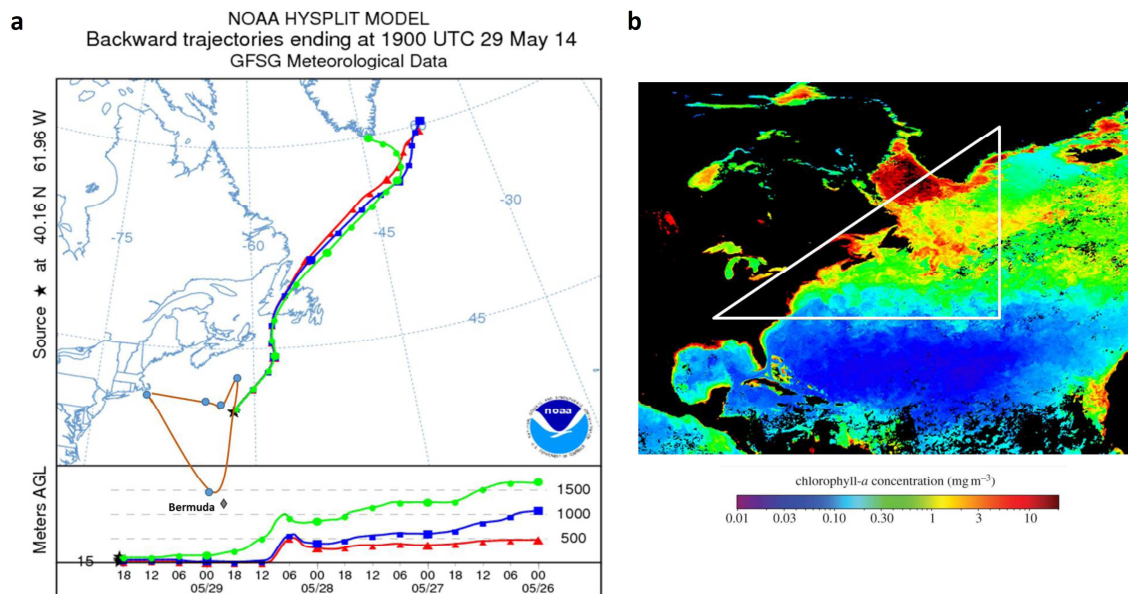 a
NOAA HYSPLIT MODEL
Backward trajectories ending at 1900 UTC 29 May 14
GFSG Meteorological Data
Source ★ at 40.16 N 61.96 W
-75
-60
-45
-30
45
noaa
Bermuda
Meters AGL
1500
1000
500
15
18 12 06 00 18 12 06 00 18 12 06 00 18 12 06 00
05/29 05/28 05/27 05/26
b
chlorophyll-a concentration (mg m⁻³)
0.01 0.03 0.10 0.30 1 3 10